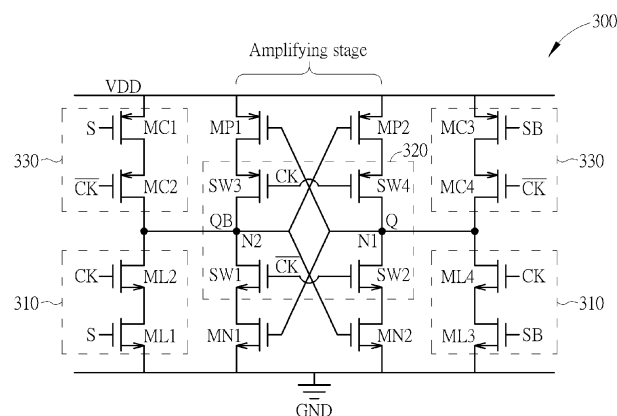 300
Amplifying stage
VDD
S MC1 MP1 MP2 MC3 SB
330 320 330
CK̅ MC2 SW3 CK SW4 MC4 CK̅
QB Q
N2 N1
CK ML2 SW1 CK̅ SW2 ML4 CK
310 310
S ML1 MN1 MN2 ML3 SB
GND